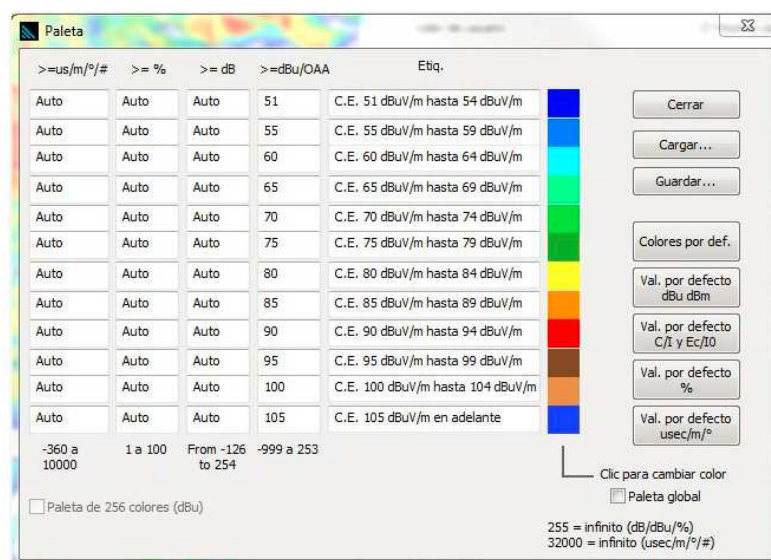 Paleta
>=us/m/°/# >= % >= dB >=dBu/OAA Etiq.
Auto Auto Auto 51 C.E. 51 dBuV/m hasta 54 dBuV/m
Auto Auto Auto 55 C.E. 55 dBuV/m hasta 59 dBuV/m
Auto Auto Auto 60 C.E. 60 dBuV/m hasta 64 dBuV/m
Auto Auto Auto 65 C.E. 65 dBuV/m hasta 69 dBuV/m
Auto Auto Auto 70 C.E. 70 dBuV/m hasta 74 dBuV/m
Auto Auto Auto 75 C.E. 75 dBuV/m hasta 79 dBuV/m
Auto Auto Auto 80 C.E. 80 dBuV/m hasta 84 dBuV/m
Auto Auto Auto 85 C.E. 85 dBuV/m hasta 89 dBuV/m
Auto Auto Auto 90 C.E. 90 dBuV/m hasta 94 dBuV/m
Auto Auto Auto 95 C.E. 95 dBuV/m hasta 99 dBuV/m
Auto Auto Auto 100 C.E. 100 dBuV/m hasta 104 dBuV/m
Auto Auto Auto 105 C.E. 105 dBuV/m en adelante
-360 a 1 a 100 From -126 -999 a 253
10000 to 254
Paleta de 256 colores (dBu)
Cerrar
Cargar...
Guardar...
Colores por def.
Val. por defecto
dBu dBm
Val. por defecto
C/I y Ec/I0
Val. por defecto
%
Val. por defecto
usec/m/°
Clic para cambiar color
Paleta global
255 = infinito (dB/dBu/%)
32000 = infinito (usec/m/°/#)